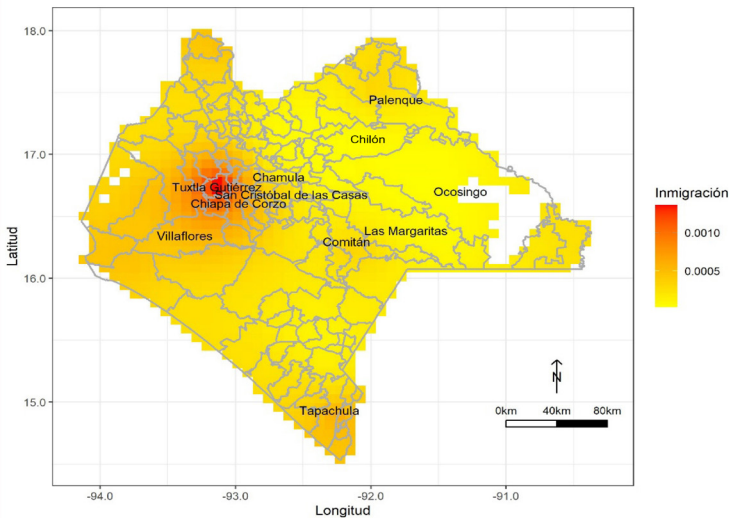 18.0
Palenque
Chilón
17.0
Chamula
Tuxtla Gutiérrez
San Cristóbal de las Casas
Ocosingo
Chiapa de Corzo
Inmigración
0.0010
0.0005
Las Margaritas
Villaflores
Comitán
Latitud
16.0
N
0km 40km 80km
15.0
Tapachula
-94.0 -93.0 -92.0 -91.0
Longitud